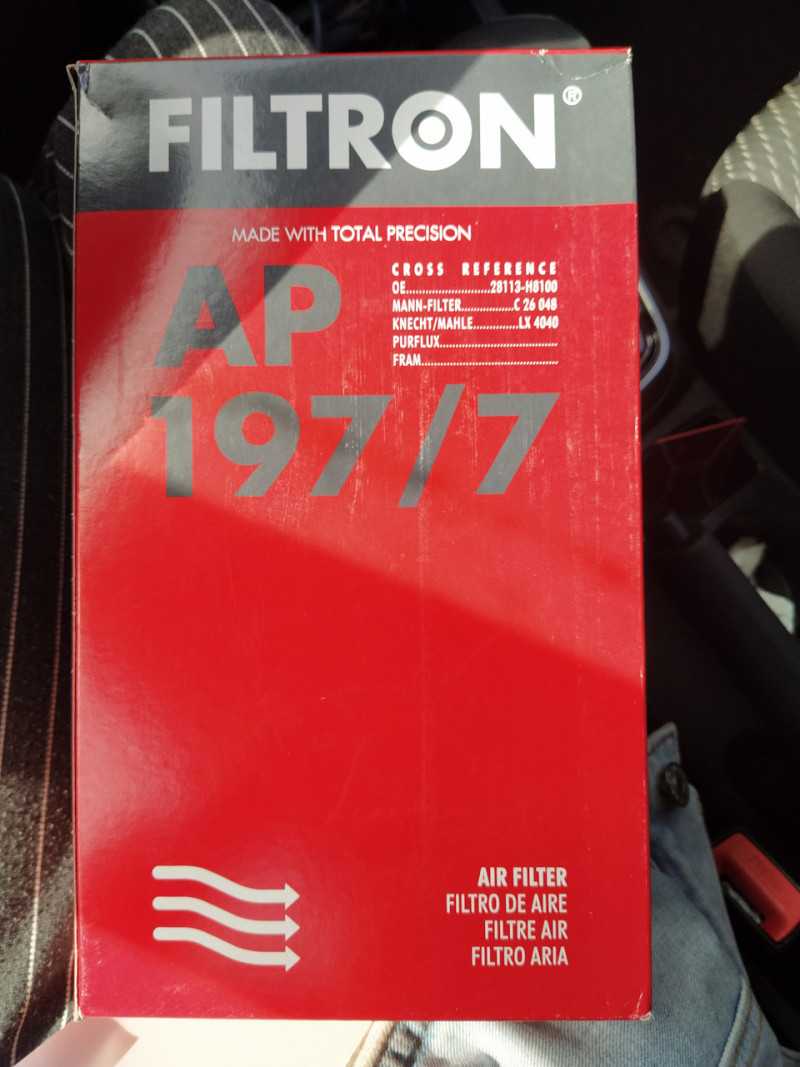 FILTRON®
MADE WITH TOTAL PRECISION
AP
197/7
CROSS REFERENCE
OE........................28113-H8100
MANN-FILTER...............C 26 048
KNECHT/MAHLE.............LX 4040
PURFLUX.................................
FRAM......................................
AIR FILTER
FILTRO DE AIRE
FILTRE AIR
FILTRO ARIA